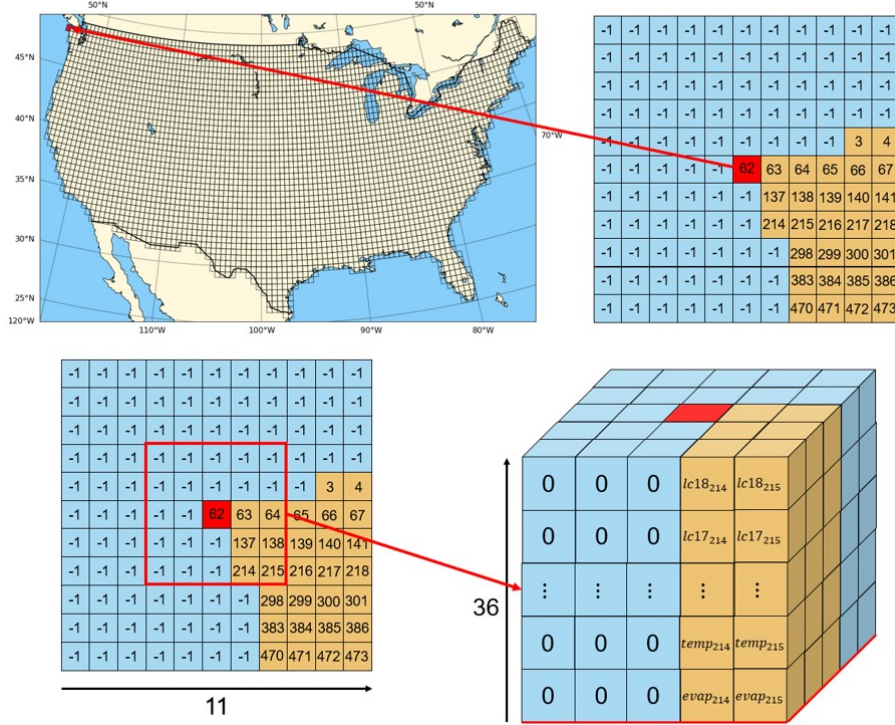 50°N 50°N
45°N
40°N
70°W
35°N
30°N
25°N
120°W
110°W 100°W 90°W 80°W
-1 -1 -1 -1 -1 -1 -1 -1 -1 -1 -1
-1 -1 -1 -1 -1 -1 -1 -1 -1 -1 -1
-1 -1 -1 -1 -1 -1 -1 -1 -1 -1 -1
-1 -1 -1 -1 -1 -1 -1 -1 -1 -1 -1
-1 -1 -1 -1 -1 -1 -1 -1 -1 3 4
-1 -1 -1 -1 -1 62 63 64 65 66 67
-1 -1 -1 -1 -1 -1 137 138 139 140 141
-1 -1 -1 -1 -1 -1 214 215 216 217 218
-1 -1 -1 -1 -1 -1 -1 298 299 300 301
-1 -1 -1 -1 -1 -1 -1 383 384 385 386
-1 -1 -1 -1 -1 -1 -1 470 471 472 473
-1 -1 -1 -1 -1 -1 -1 -1 -1 -1 -1
-1 -1 -1 -1 -1 -1 -1 -1 -1 -1 -1
-1 -1 -1 -1 -1 -1 -1 -1 -1 -1 -1
-1 -1 -1 -1 -1 -1 -1 -1 -1 -1 -1
-1 -1 -1 -1 -1 -1 -1 -1 -1 3 4
-1 -1 -1 -1 -1 62 63 64 65 66 67
-1 -1 -1 -1 -1 -1 137 138 139 140 141
-1 -1 -1 -1 -1 -1 214 215 216 217 218
-1 -1 -1 -1 -1 -1 -1 298 299 300 301
-1 -1 -1 -1 -1 -1 -1 383 384 385 386
-1 -1 -1 -1 -1 -1 -1 470 471 472 473
11
36
0 0 0 lc18₂₁₄ lc18₂₁₅
0 0 0 lc17₂₁₄ lc17₂₁₅
⋮ ⋮ ⋮ ⋮ ⋮
0 0 0 temp₂₁₄ temp₂₁₅
0 0 0 evap₂₁₄ evap₂₁₅